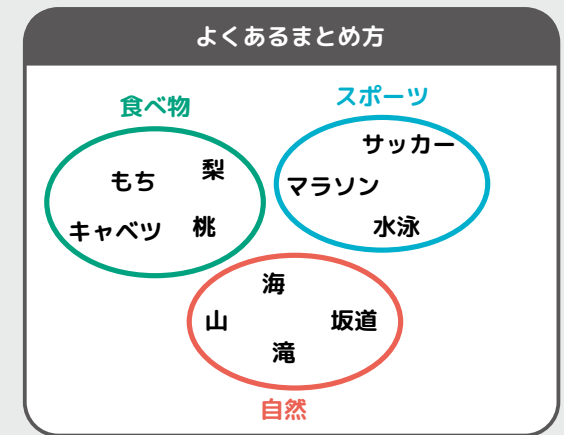 よくあるまとめ方
食べ物
もち
梨
キャベツ
桃
スポーツ
サッカー
マラソン
水泳
海
山
坂道
滝
自然